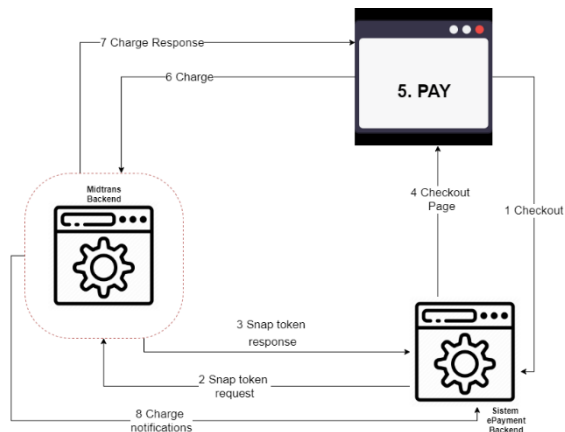 7 Charge Response
6 Charge
5. PAY
Midtrans
Backend
4 Checkout
Page
1 Checkout
3 Snap token
response
2 Snap token
request
8 Charge
notifications
Sistem
ePayment
Backend